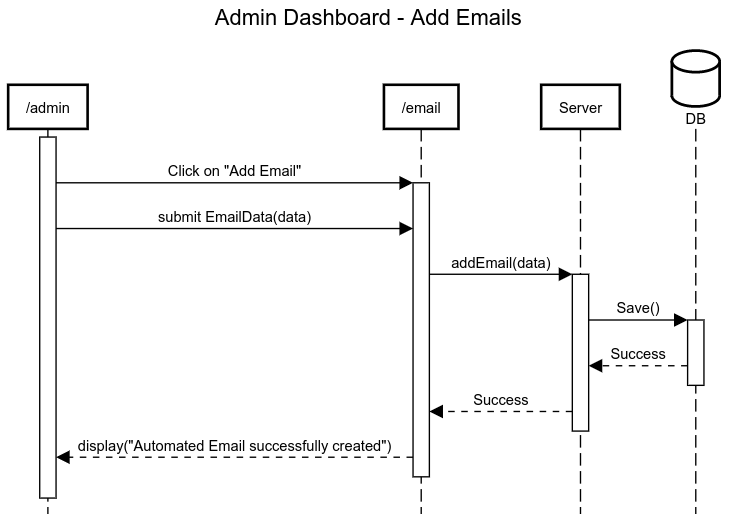 Admin Dashboard - Add Emails
/admin
/email
Server
DB
Click on "Add Email"
submit EmailData(data)
addEmail(data)
Save()
Success
Success
display("Automated Email successfully created")